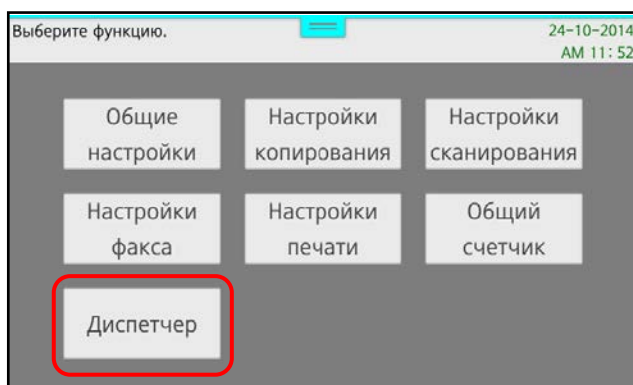 Выберите функцию.
24-10-2014
AM 11:52
Общие
настройки
Настройки
копирования
Настройки
сканирования
Настройки
факса
Настройки
печати
Общий
счетчик
Диспетчер